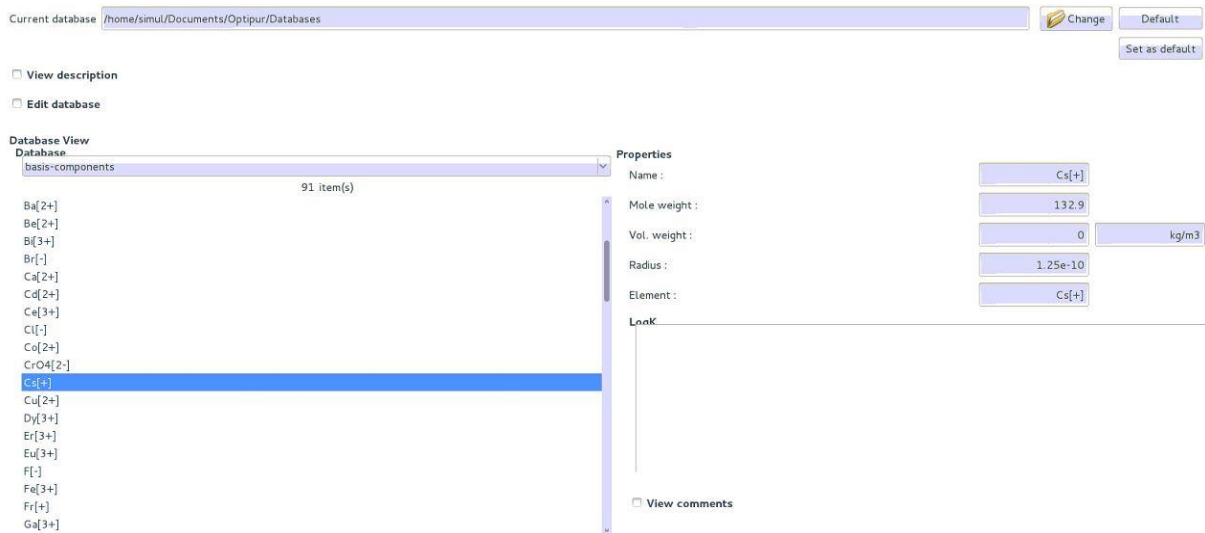 Current database /home/simul/Documents/Optipur/Databases Change Default
Set as default
View description
Edit database
Database View
Database
basis-components
91 item(s)
Ba[2+]
Be[2+]
Bi[3+]
Br[-]
Ca[2+]
Cd[2+]
Ce[3+]
Cl[-]
Co[2+]
CrO4[2-]
Cs[+]
Cu[2+]
Dy[3+]
Er[3+]
Eu[3+]
F[-]
Fe[3+]
Fr[+]
Ga[3+]
Properties
Name : Cs[+]
Mole weight : 132.9
Vol. weight : 0 kg/m3
Radius : 1.25e-10
Element : Cs[+]
LogK
View comments